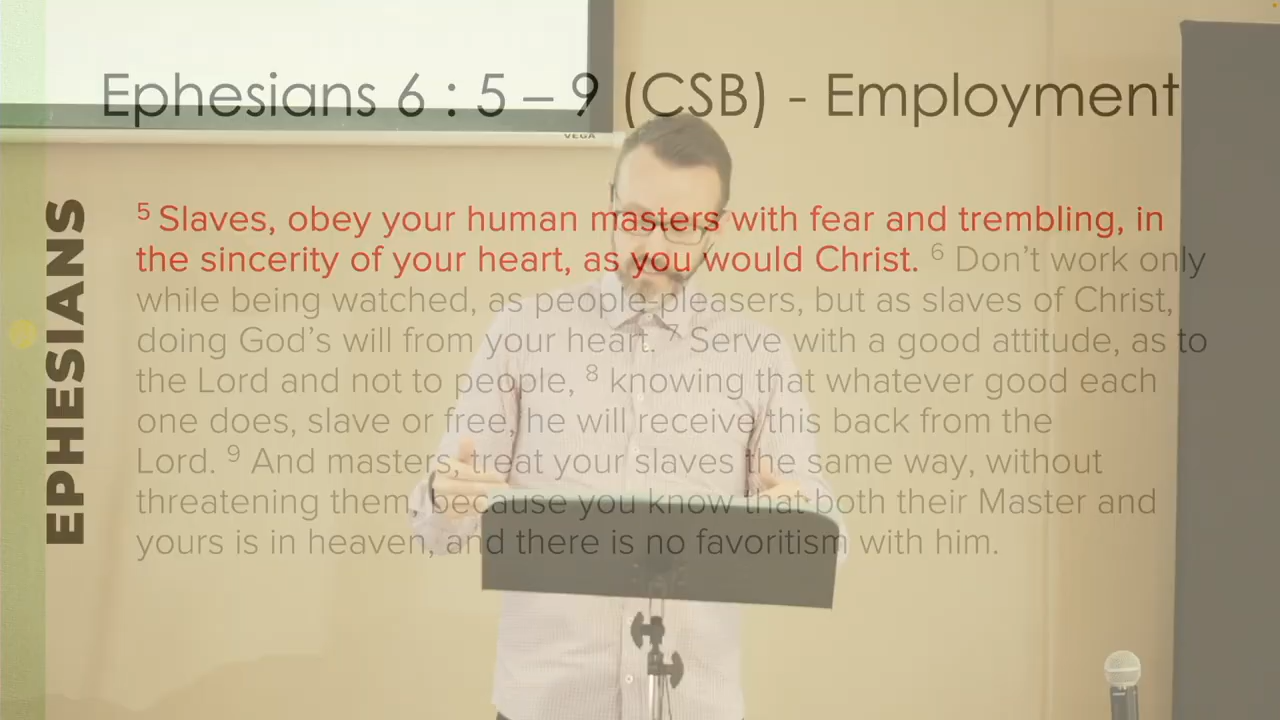 Ephesians 6 : 5 – 9 (CSB) - Employment
VEGA
EPHESIANS
5 Slaves, obey your human masters with fear and trembling, in
the sincerity of your heart, as you would Christ. 6 Don’t work only
while being watched, as people-pleasers, but as slaves of Christ,
doing God’s will from your heart. 7 Serve with a good attitude, as to
the Lord and not to people, 8 knowing that whatever good each
one does, slave or free, he will receive this back from the
Lord. 9 And masters, treat your slaves the same way, without
threatening them, because you know that both their Master and
yours is in heaven, and there is no favoritism with him.